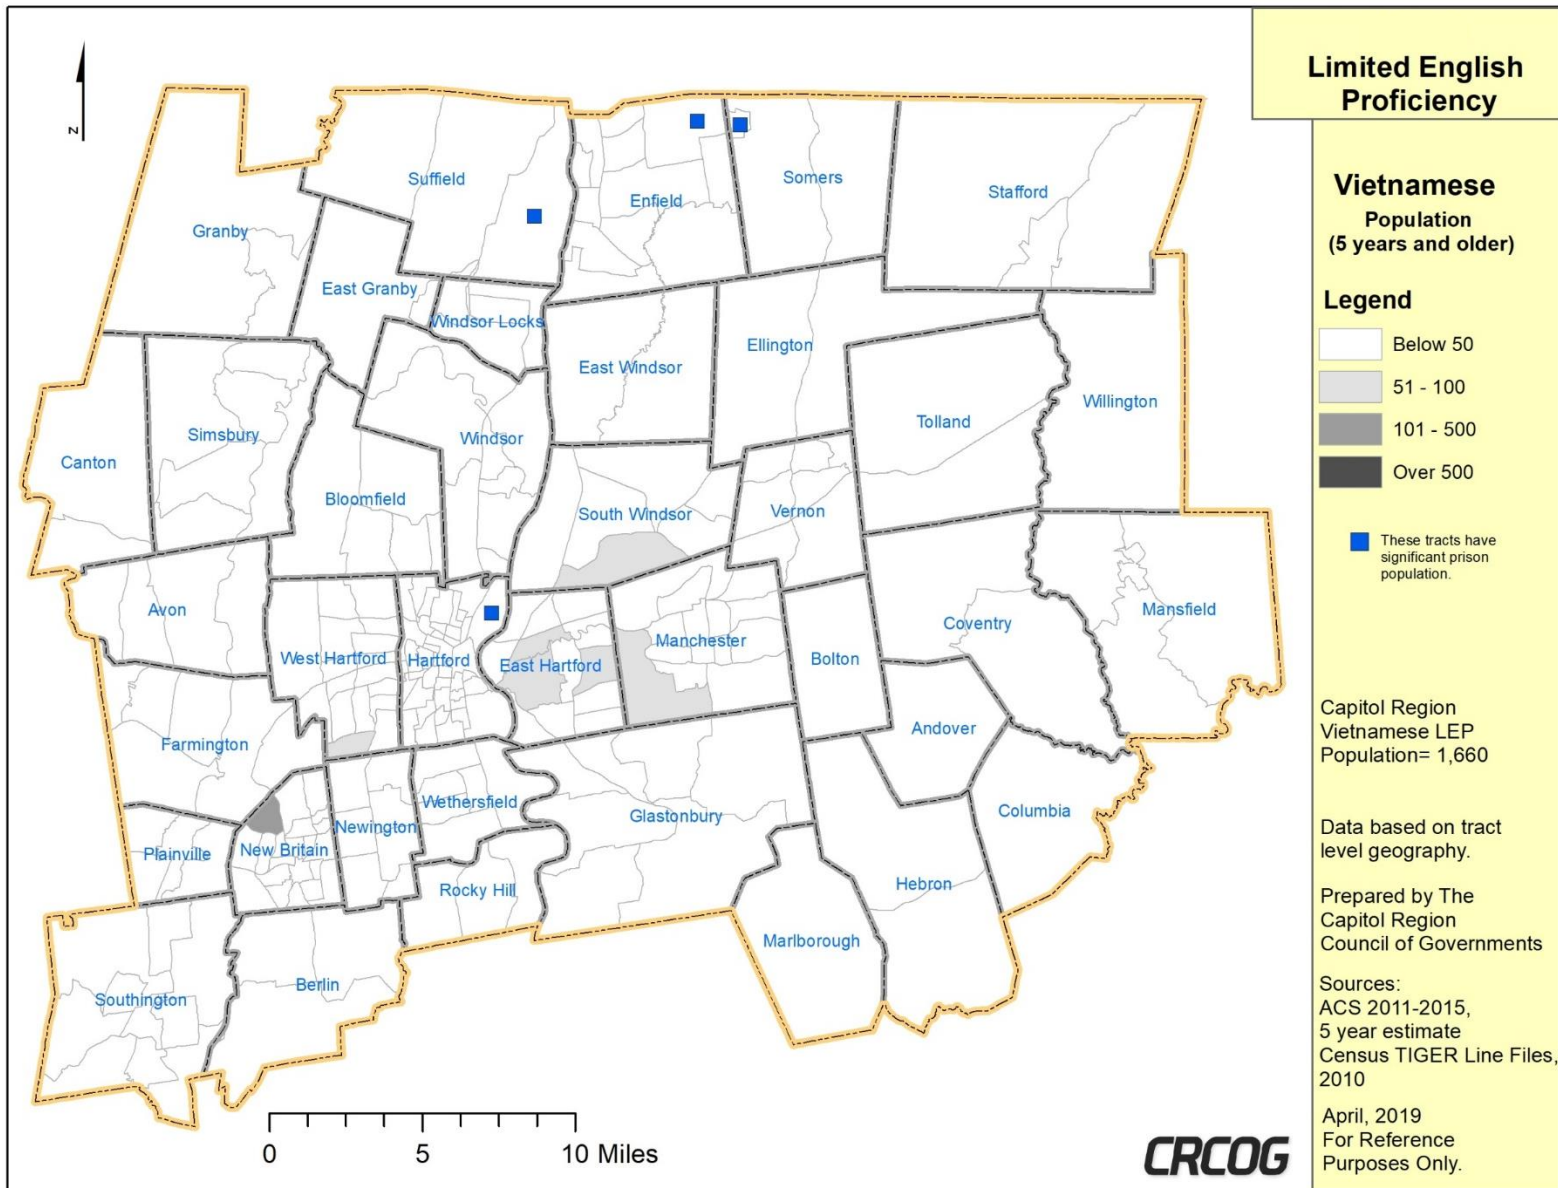 Limited English
Proficiency
Vietnamese
Population
(5 years and older)
Legend
Below 50
51 - 100
101 - 500
Over 500
These tracts have
significant prison
population.
Capitol Region
Vietnamese LEP
Population= 1,660
Data based on tract
level geography.
Prepared by The
Capitol Region
Council of Governments
Sources:
ACS 2011-2015,
5 year estimate
Census TIGER Line Files,
2010
April, 2019
For Reference
Purposes Only.
z
Suffield
Enfield
Somers
Stafford
Granby
East Granby
Windsor Locks
East Windsor
Ellington
Tolland
Willington
Canton
Simsbury
Windsor
Bloomfield
South Windsor
Vernon
Avon
West Hartford
Hartford
East Hartford
Manchester
Bolton
Coventry
Mansfield
Farmington
Andover
Columbia
Wethersfield
Glastonbury
Newington
New Britain
Plainville
Rocky Hill
Hebron
Marlborough
Southington
Berlin
0 5 10 Miles
CRCOG